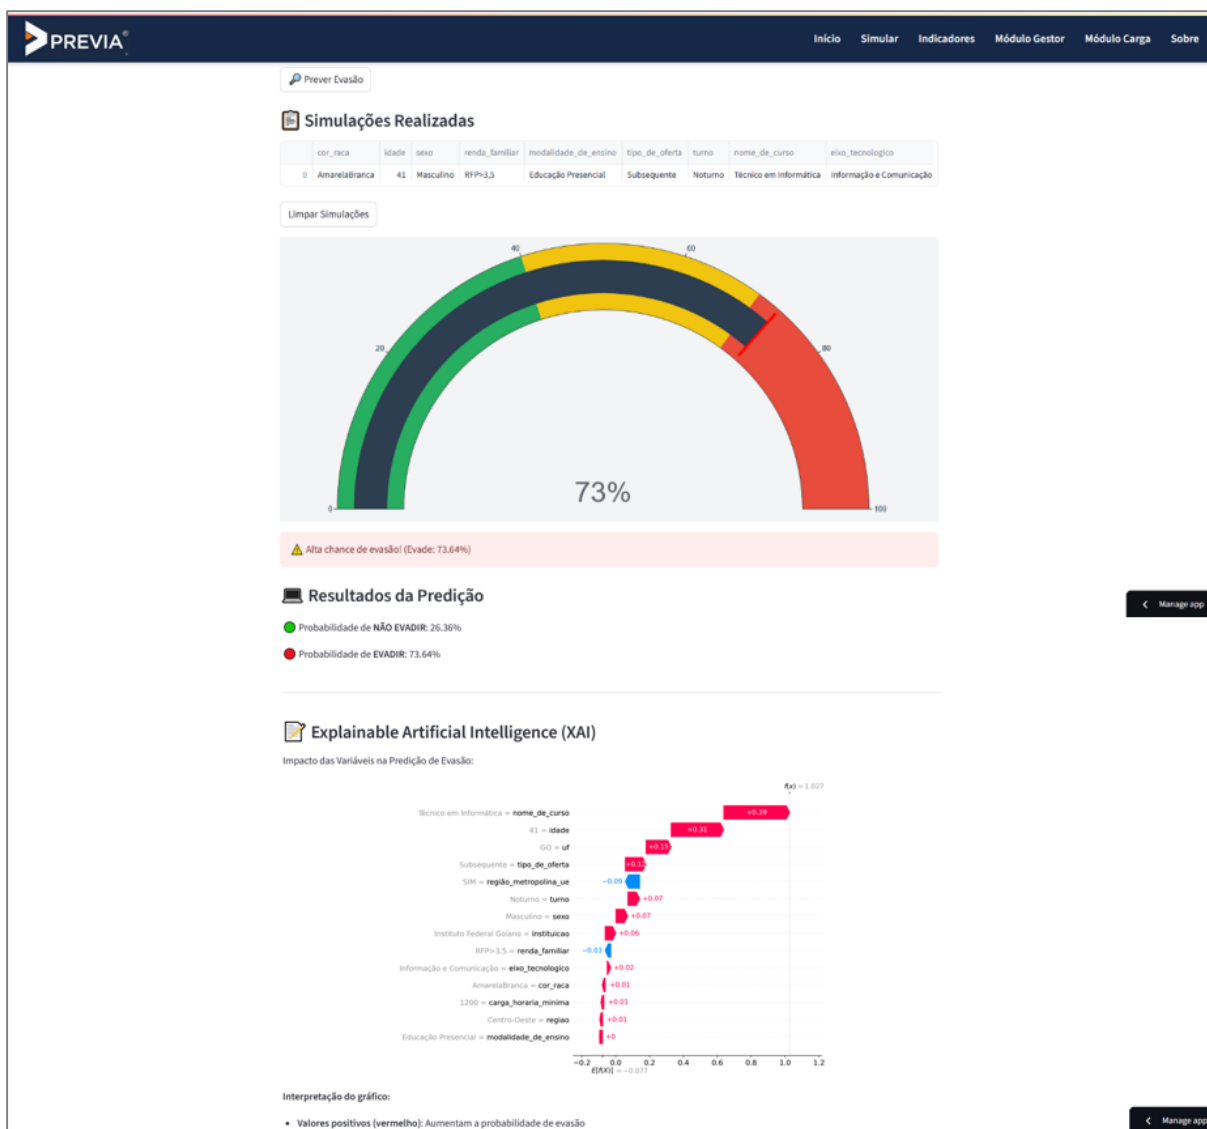 PREVIA®
Início Simular Indicadores Módulo Gestor Módulo Carga Sobre
Prever Evasão
Simulações Realizadas
cor_raca idade sexo renda_familiar modalidade_de_ensino tipo_de_oferta turno nome_de_curso eixo_tecnologico
0 AmarelaBranca 41 Masculino RFP>3,5 Educação Presencial Subsequente Noturno Técnico em Informática Informação e Comunicação
Limpar Simulações
40 60
20 80
73%
0 100
Alta chance de evasão! (Evade: 73.64%)
Resultados da Predição
Manage app
Probabilidade de NÃO EVADIR: 26.36%
Probabilidade de EVADIR: 73.64%
Explainable Artificial Intelligence (XAI)
Impacto das Variáveis na Predição de Evasão:
f(x) = 1.027
Técnico em Informática = nome_de_curso +0.39
41 = idade +0.31
GO = uf +0.15
Subsequente = tipo_de_oferta +0.12
SIM = região_metropolina_ue −0.09
Noturno = turno +0.07
Masculino = sexo +0.07
Instituto Federal Goiano = instituicao +0.06
RFP>3,5 = renda_familiar −0.03
Informação e Comunicação = eixo_tecnologico +0.02
AmarelaBranca = cor_raca +0.01
1200 = carga_horaria_minima +0.01
Centro-Oeste = regiao +0.01
Educação Presencial = modalidade_de_ensino +0
−0.2 0.0 0.2 0.4 0.6 0.8 1.0 1.2
E[f(X)] = −0.077
Interpretação do gráfico:
• Valores positivos (vermelho): Aumentam a probabilidade de evasão
Manage app